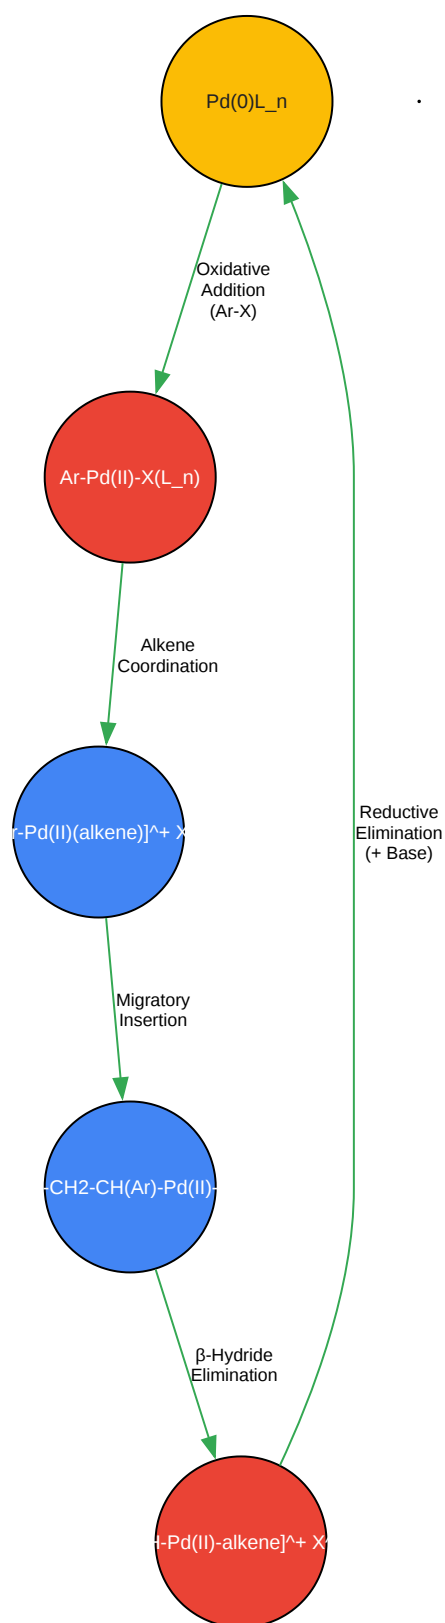 Pd(0)L_n
.
Oxidative
Addition
(Ar-X)
Ar-Pd(II)-X(L_n)
Alkene
Coordination
r-Pd(II)(alkene)]^+ X
Reductive
Elimination
(+ Base)
Migratory
Insertion
-CH2-CH(Ar)-Pd(II)-
β-Hydride
Elimination
H-Pd(II)-alkene]^+ X^